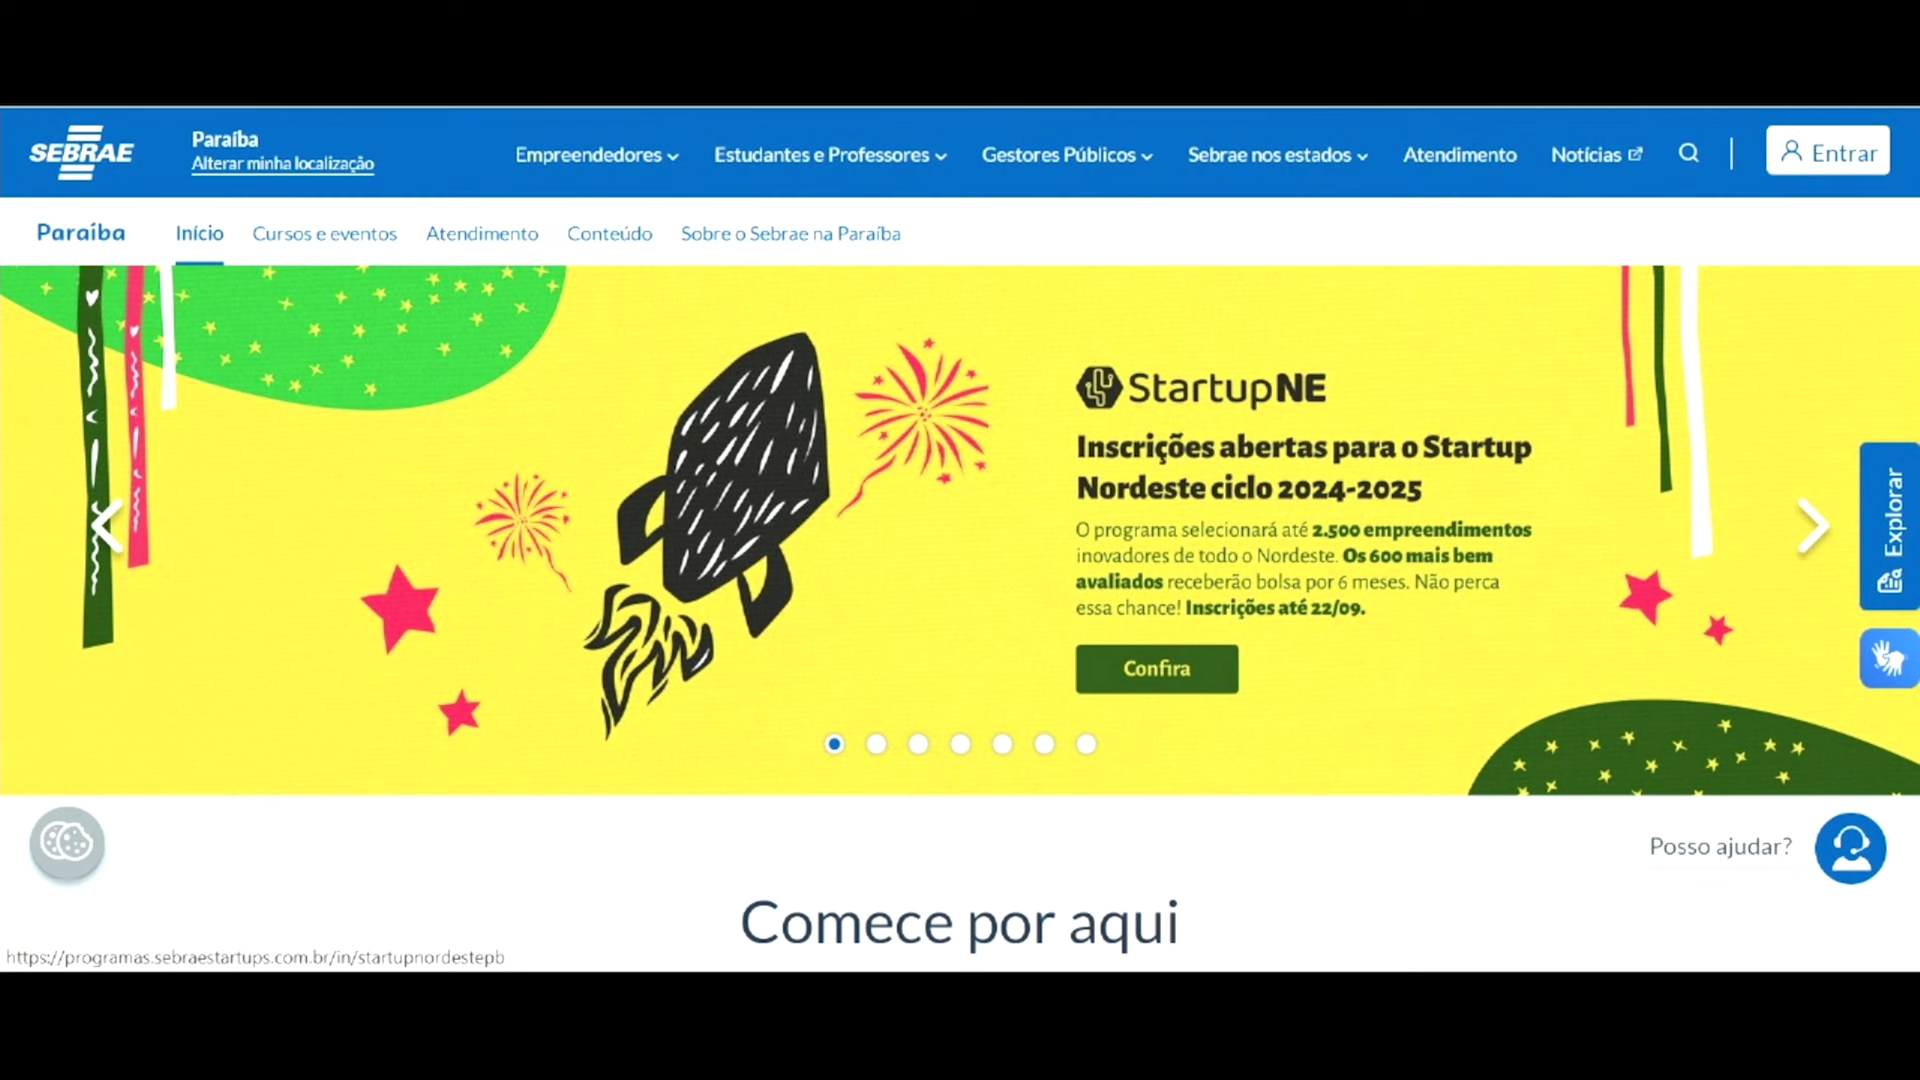 SEBRAE
Paraíba
Alterar minha localização
Empreendedores
Estudantes e Professores
Gestores Públicos
Sebrae nos estados
Atendimento
Notícias
Entrar
Paraíba
Início
Cursos e eventos
Atendimento
Conteúdo
Sobre o Sebrae na Paraíba
StartupNE
Inscrições abertas para o Startup
Nordeste ciclo 2024-2025
O programa selecionará até 2.500 empreendimentos
inovadores de todo o Nordeste. Os 600 mais bem
avaliados receberão bolsa por 6 meses. Não perca
essa chance! Inscrições até 22/09.
Confira
Explorar
Posso ajudar?
Comece por aqui
https://programas.sebraestartups.com.br/in/startupnordestepb